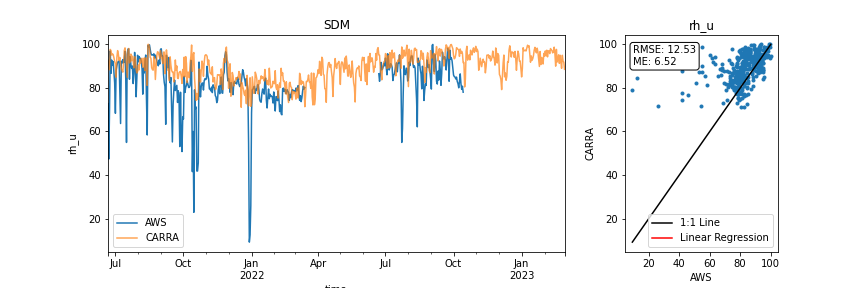 SDM
100
80
60
40
20
rh_u
AWS
CARRA
Jul
Oct
Jan
2022
Apr
Jul
Oct
Jan
2023
time
rh_u
RMSE: 12.53
ME: 6.52
100
80
60
40
20
CARRA
1:1 Line
Linear Regression
20
40
60
80
100
AWS